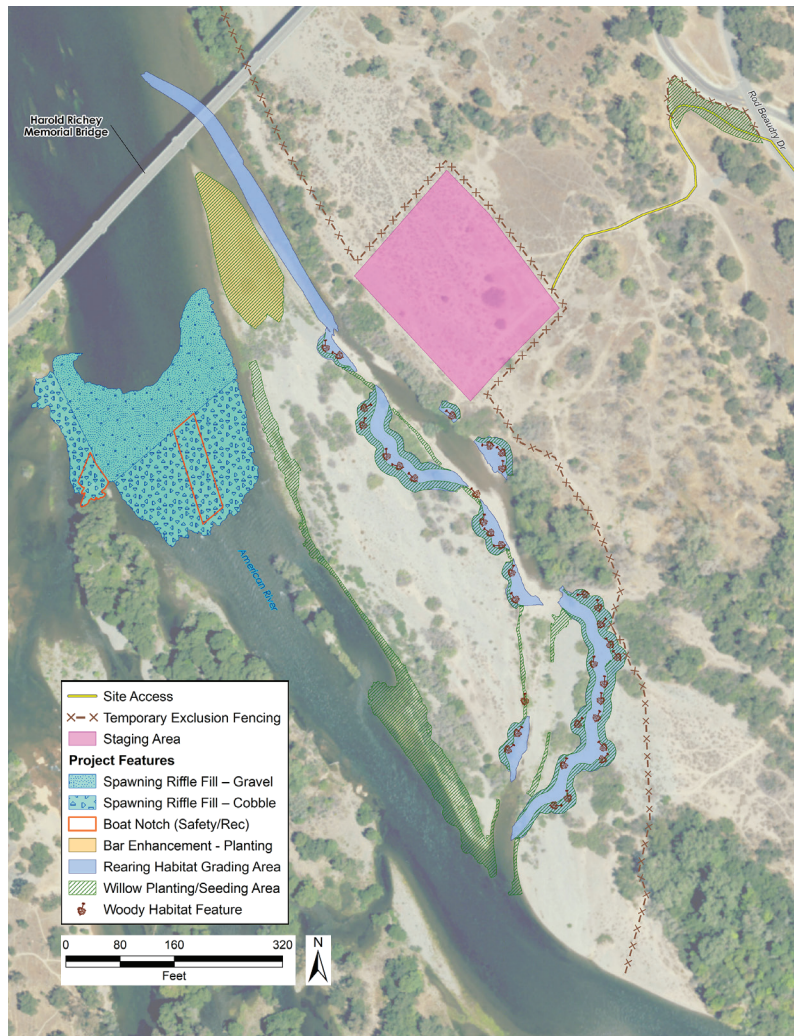 Harold Richey
Memorial Bridge
Rod Beaudry Dr
American River
Site Access
Temporary Exclusion Fencing
Staging Area
Project Features
Spawning Riffle Fill – Gravel
Spawning Riffle Fill – Cobble
Boat Notch (Safety/Rec)
Bar Enhancement - Planting
Rearing Habitat Grading Area
Willow Planting/Seeding Area
Woody Habitat Feature
0 80 160 320
Feet
N